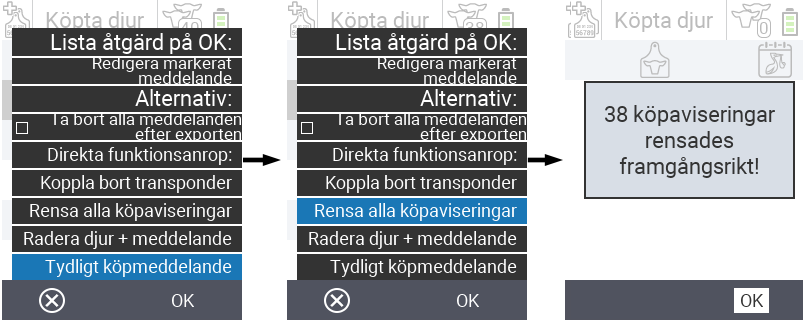 Köpta djur
Lista åtgärd på OK:
Redigera markerat
meddelande
Alternativ:
Ta bort alla meddelanden
efter exporten
Direkta funktionsanrop:
Koppla bort transponder
Rensa alla köpaviseringar
Radera djur + meddelande
Tydligt köpmeddelande
OK
Köpta djur
38
Lista åtgärd på OK:
Redigera markerat
meddelande
Alternativ:
Ta bort alla meddelanden
efter exporten
Direkta funktionsanrop:
Koppla bort transponder
Rensa alla köpaviseringar
Radera djur + meddelande
Tydligt köpmeddelande
OK
Köpta djur
0
56789
38 köpaviseringar
rensades
framgångsrikt!
OK